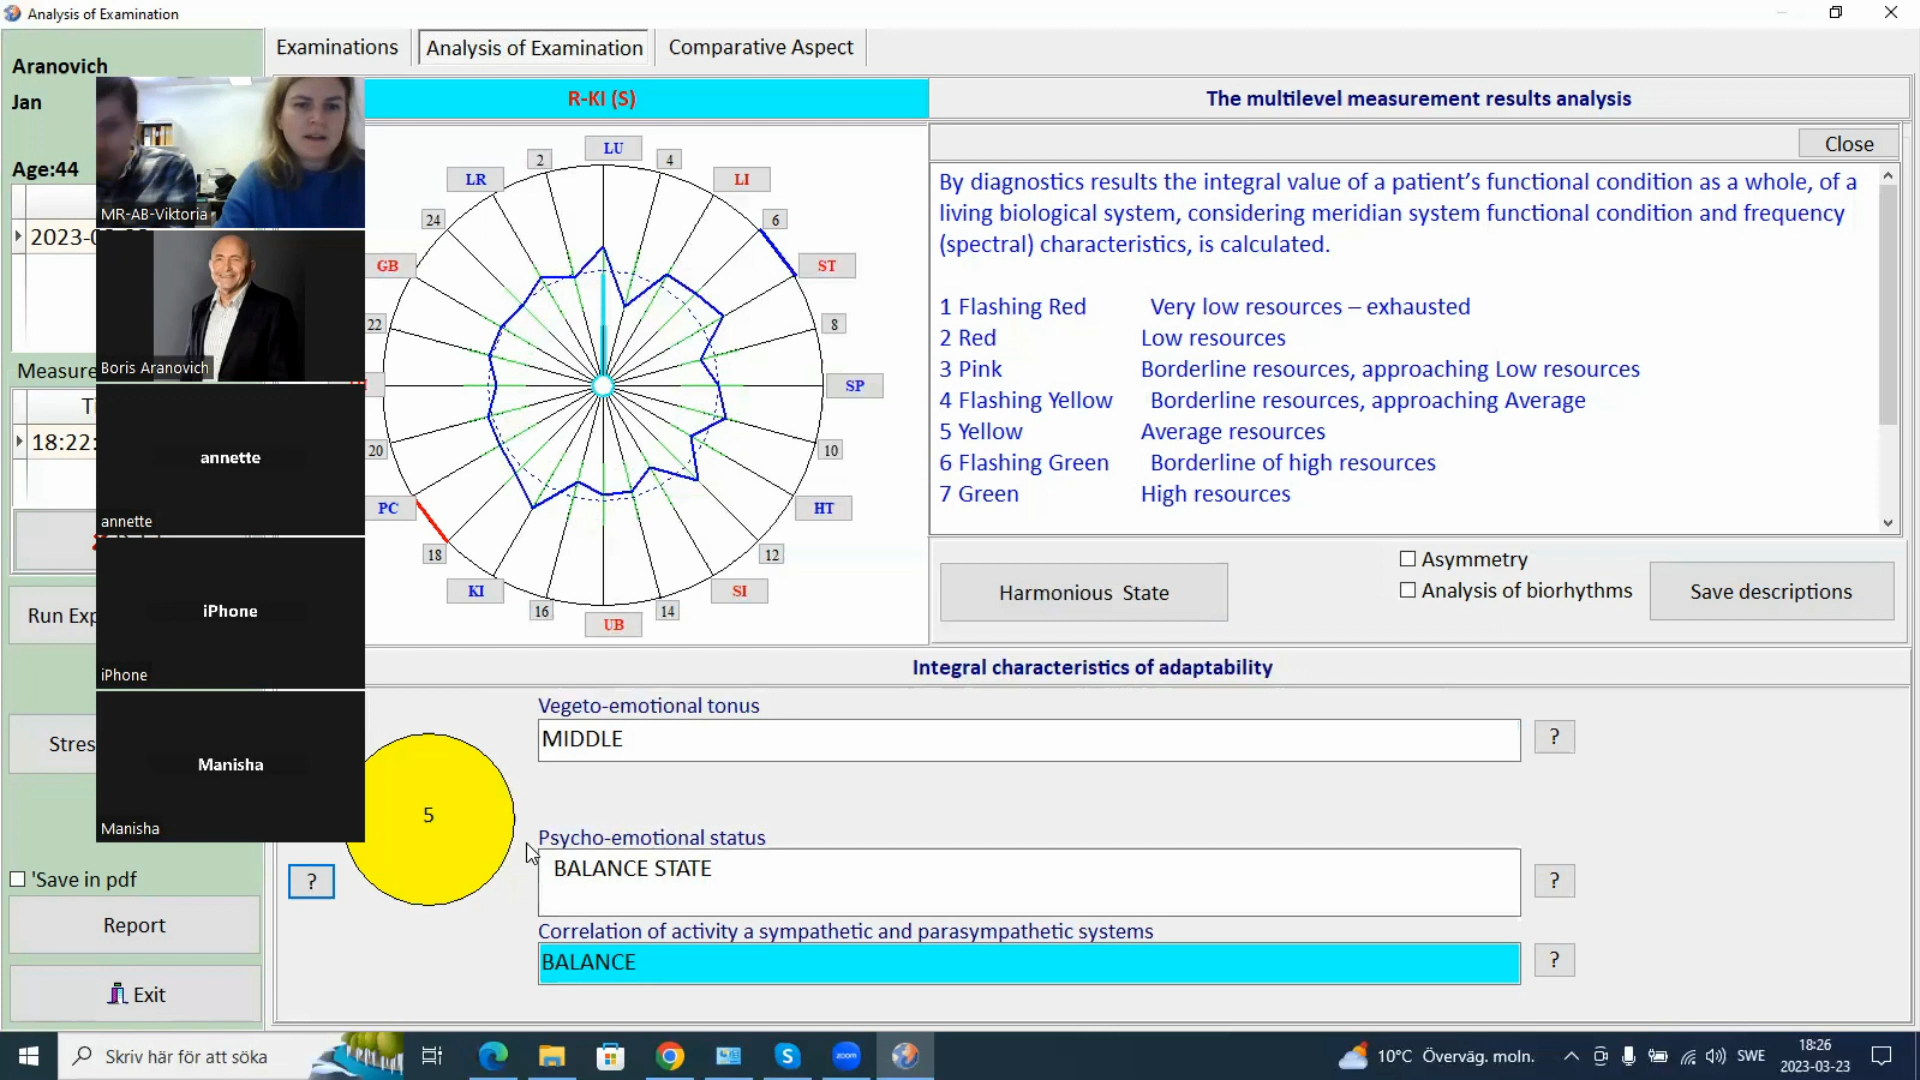 Analysis of Examination
Examinations
Analysis of Examination
Comparative Aspect
Aranovich
Jan
Age:44
MR-AB-Viktoria
2023-0
Boris Aranovich
Measure
18:22:
annette
annette
iPhone
iPhone
Manisha
Manisha
Run Exp
Stres
'Save in pdf
Report
Exit
R-KI (S)
LU
2
4
LR
LI
24
6
GB
ST
22
8
SP
20
10
PC
HT
18
12
KI
SI
16
14
UB
The multilevel measurement results analysis
Close
By diagnostics results the integral value of a patient's functional condition as a whole, of a
living biological system, considering meridian system functional condition and frequency
(spectral) characteristics, is calculated.
1 Flashing Red Very low resources – exhausted
2 Red Low resources
3 Pink Borderline resources, approaching Low resources
4 Flashing Yellow Borderline resources, approaching Average
5 Yellow Average resources
6 Flashing Green Borderline of high resources
7 Green High resources
Harmonious State
Asymmetry
Analysis of biorhythms
Save descriptions
Integral characteristics of adaptability
Vegeto-emotional tonus
MIDDLE
?
5
Psycho-emotional status
BALANCE STATE
?
?
Correlation of activity a sympathetic and parasympathetic systems
BALANCE
?
Skriv här för att söka
zoom
10°C Överväg. moln.
SWE
18:26
2023-03-23